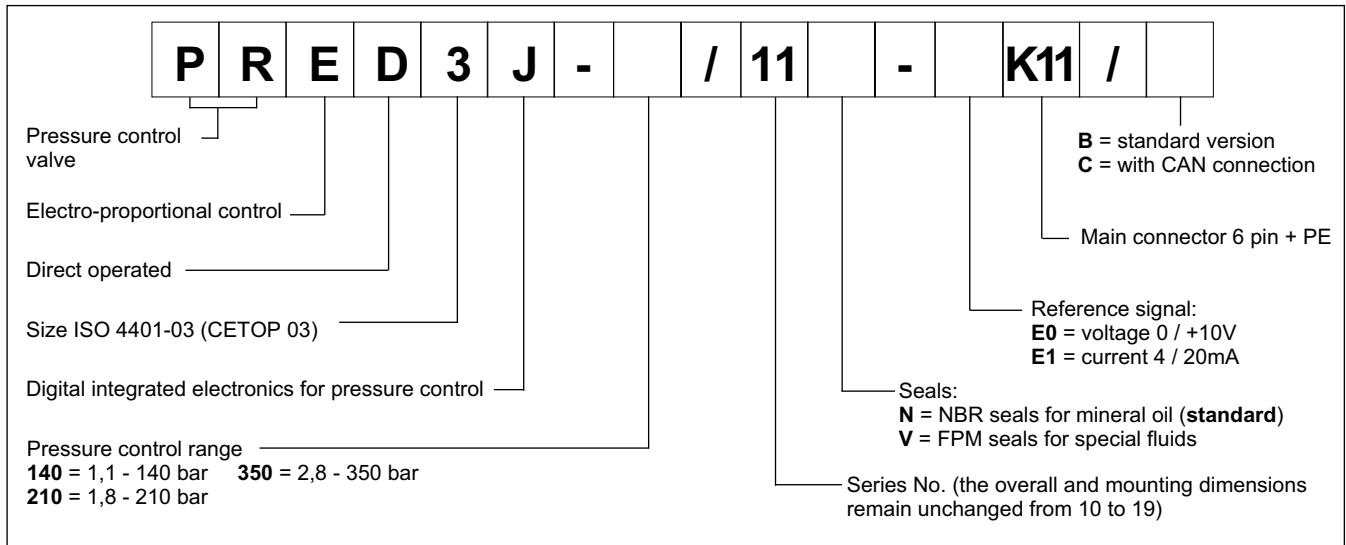 P R E D 3 J - / 11 - K11 /
Pressure control
valve
Electro-proportional control
Direct operated
Size ISO 4401-03 (CETOP 03)
Digital integrated electronics for pressure control
Pressure control range
140 = 1,1 - 140 bar 350 = 2,8 - 350 bar
210 = 1,8 - 210 bar
B = standard version
C = with CAN connection
Main connector 6 pin + PE
Reference signal:
E0 = voltage 0 / +10V
E1 = current 4 / 20mA
Seals:
N = NBR seals for mineral oil (standard)
V = FPM seals for special fluids
Series No. (the overall and mounting dimensions
remain unchanged from 10 to 19)